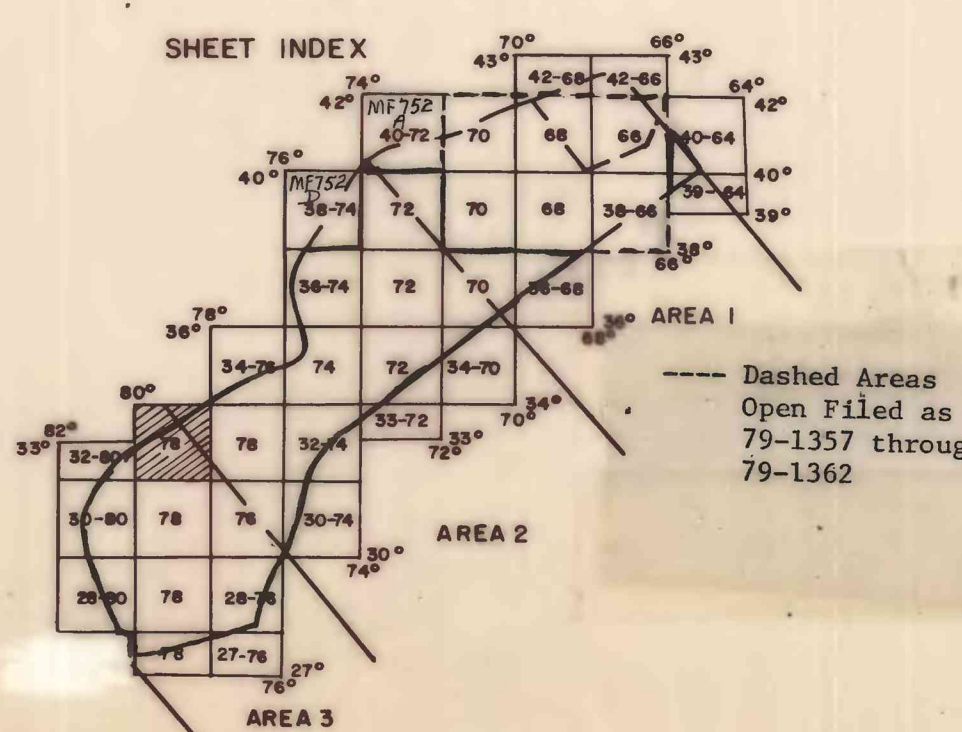 SHEET INDEX
70° 66°
43° 43°
42-68 42-66
74° 64°
42° 42°
MF752
A
40-72 70 68 66 40-64
76°
40° 40°
MF752
D
38-74 72 70 68 38-66 39-64
39°
38°
66°
36-74 72 70 36-68
78°
36° 36° AREA 1
68°
34-76 74 72 34-70
---- Dashed Areas
Open Filed as
79-1357 throug
79-1362
80° 34°
70°
82°
33° 32-80 78 76 32-74 33-72 33°
72°
30-80 78 76 30-74
AREA 2
30°
74°
28-80 78 28-76
78 27-76 27°
76°
AREA 3